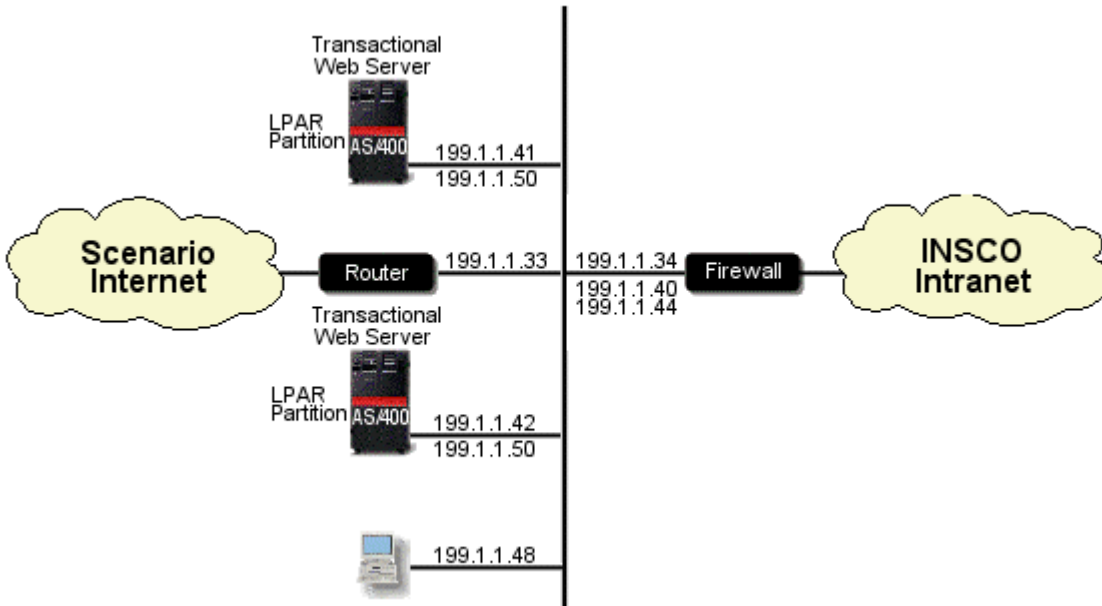 Transactional
Web Server
LPAR
Partition
AS/400
199.1.1.41
199.1.1.50
Scenario
Internet
Router
199.1.1.33
199.1.1.34
199.1.1.40
199.1.1.44
Firewall
INSCO
Intranet
Transactional
Web Server
LPAR
Partition
AS/400
199.1.1.42
199.1.1.50
199.1.1.48